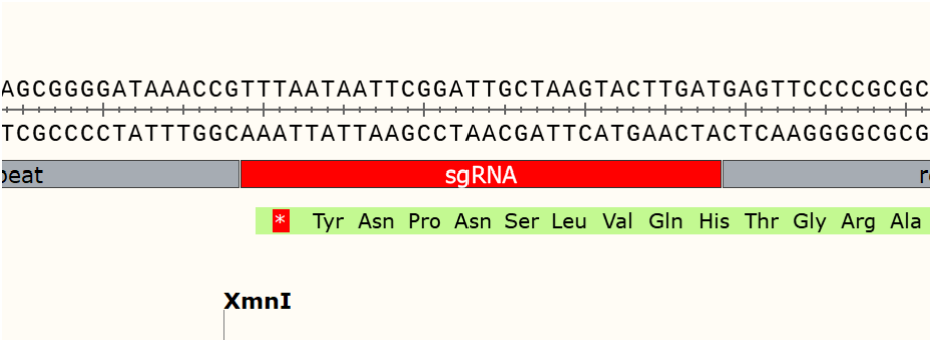 AGCGGGGATAAACCGTTTAATAATTCGGATTGCTAAGTACTTGATGAGTTCCCCGCGC
TCGCCCCTATTTGGCAAATTATTAAGCCTAACGATTCATGAACTACTCAAGGGGCGCG
peat sgRNA r
* Tyr Asn Pro Asn Ser Leu Val Gln His Thr Gly Arg Ala
XmnI